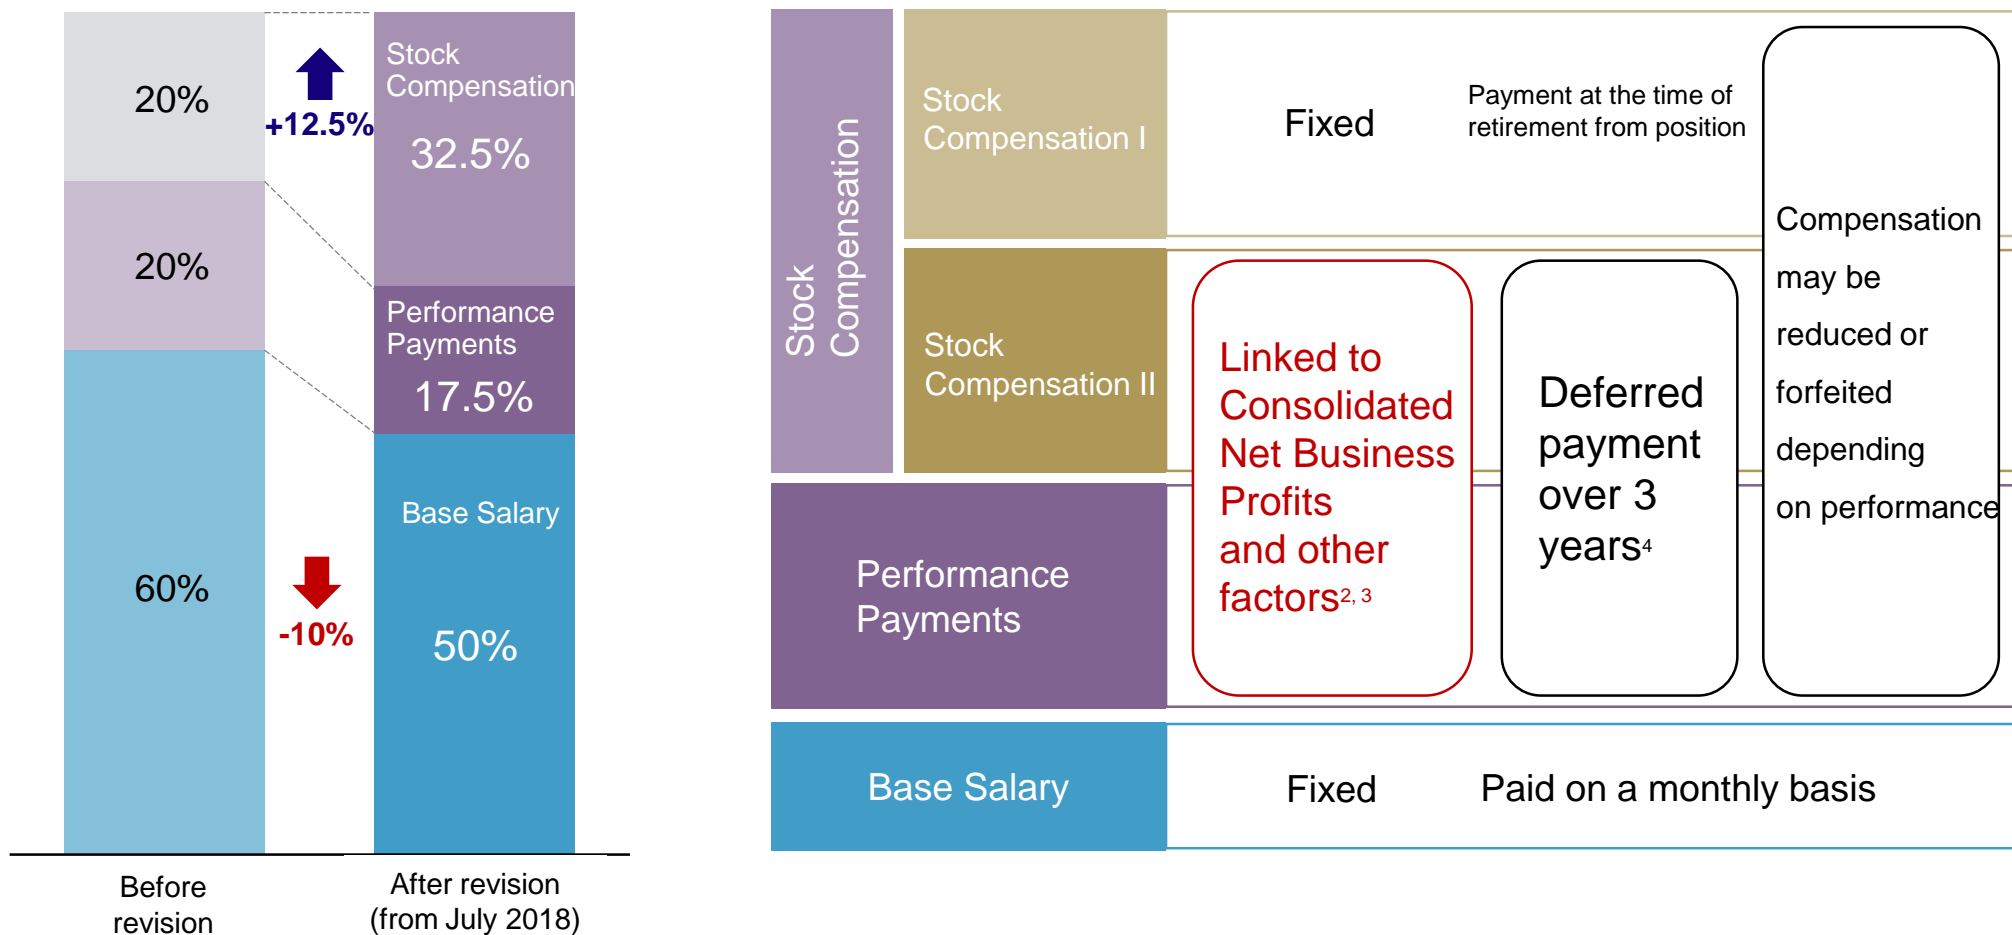 20%
20%
60%
+12.5%
-10%
Stock
Compensation
32.5%
Performance
Payments
17.5%
Base Salary
50%
Before
revision
After revision
(from July 2018)
Stock
Compensation
Stock
Compensation I
Fixed
Payment at the time of
retirement from position
Stock
Compensation II
Performance
Payments
Linked to
Consolidated
Net Business
Profits
and other
factors2, 3
Deferred
payment
over 3
years4
Compensation
may be
reduced or
forfeited
depending
on performance
Base Salary
Fixed
Paid on a monthly basis